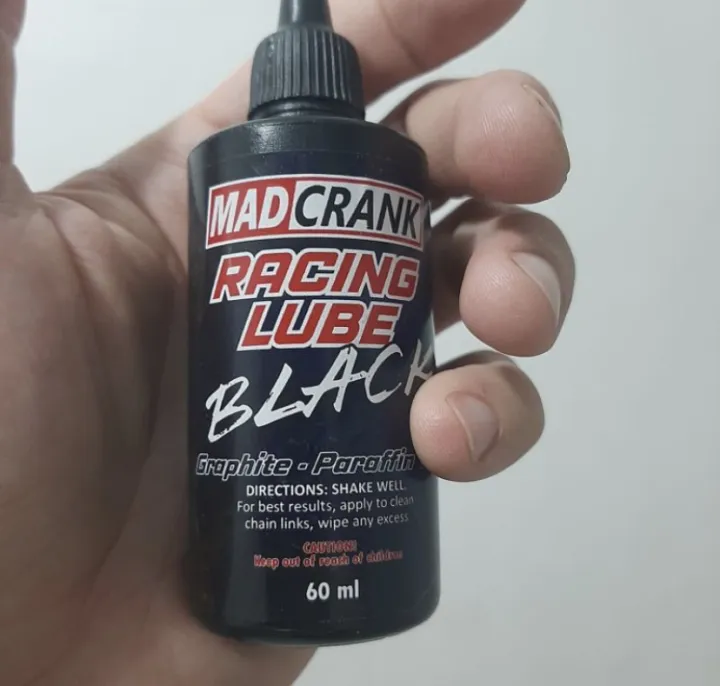 MADCRANK
RACING
LUBE
BLACK
Graphite - Paraffin
DIRECTIONS: SHAKE WELL.
For best results, apply to clean
chain links, wipe any excess
CAUTION!
Keep out of reach of children
60 ml